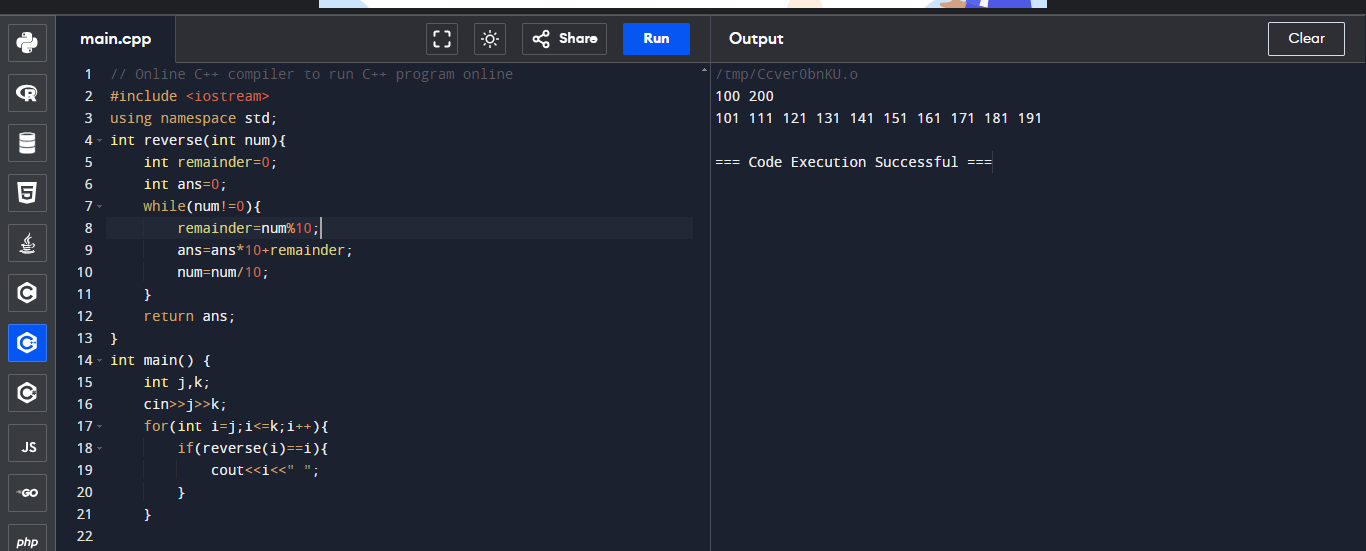 main.cpp
Share
Run
Output
Clear
1 // Online C++ compiler to run C++ program online
2 #include <iostream>
3 using namespace std;
4 int reverse(int num){
5     int remainder=0;
6     int ans=0;
7     while(num!=0){
8         remainder=num%10;
9         ans=ans*10+remainder;
10         num=num/10;
11     }
12     return ans;
13 }
14 int main() {
15     int j,k;
16     cin>>j>>k;
17     for(int i=j;i<=k;i++){
18         if(reverse(i)==i){
19             cout<<i<<" ";
20         }
21     }
22
/tmp/Ccver0bnKU.o
100 200
101 111 121 131 141 151 161 171 181 191
=== Code Execution Successful ===
R
5
C
C
C
JS
GO
php